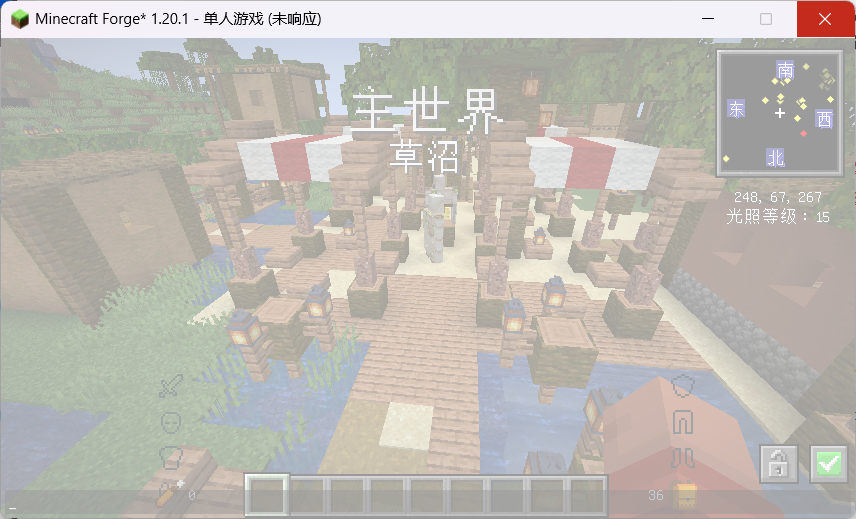 Minecraft Forge* 1.20.1 - 单人游戏 (未响应)
南
东
西
北
主世界
草沼
248, 67, 267
光照等级：15
0
36